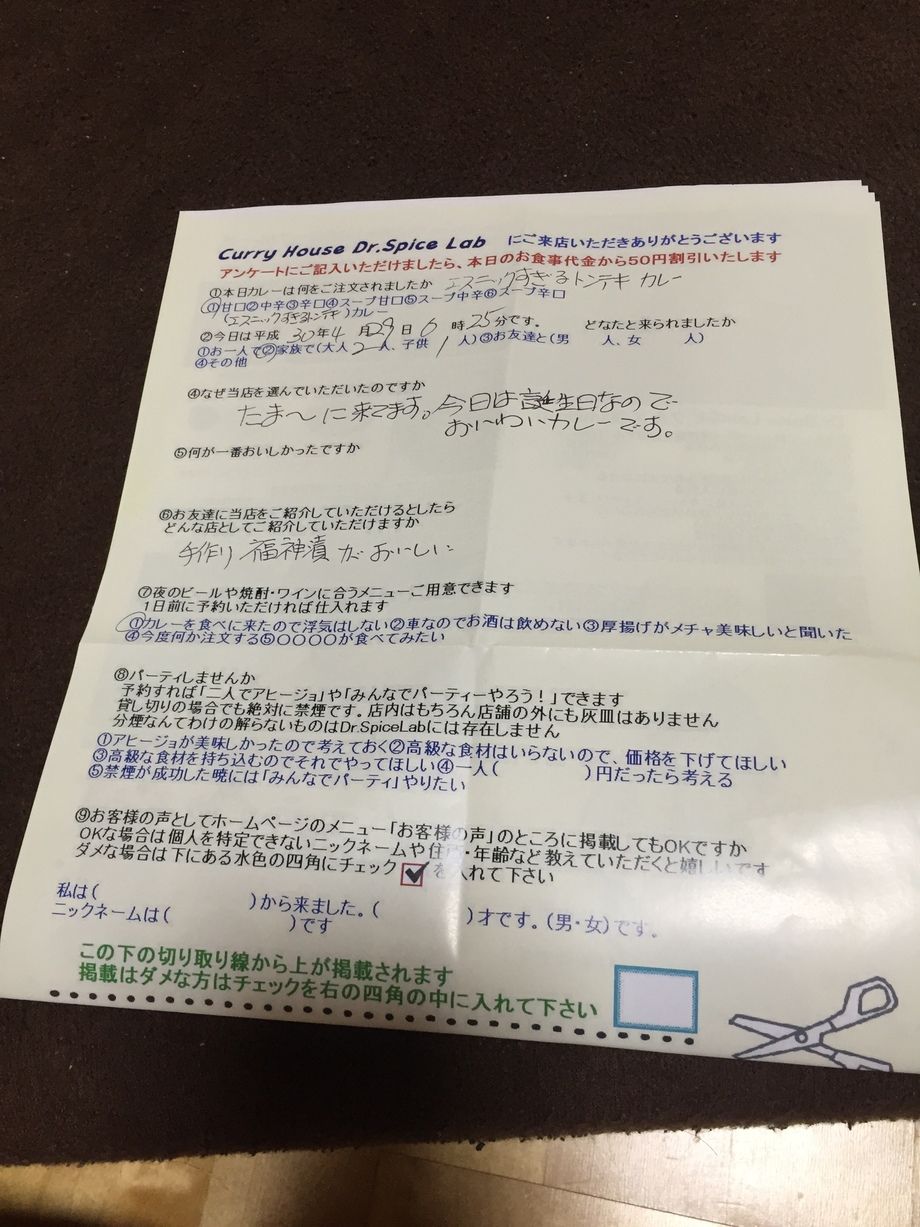 Curry House Dr.Spice Lab にご来店いただきありがとうございます
アンケートにご記入いただけましたら、本日のお食事代金から50円割引いたします
①本日カレーは何をご注文されましたか エスニックすぎるトンテキ カレー
①甘口②中辛③辛口④スープ甘口⑤スープ中辛⑥スープ辛口
(エスニックすぎるトンテキ)カレー
②今日は平成 30年4 月29 日 6 時25分です。 どなたと来られましたか
①お一人で②家族で(大人2人、子供 1 人)③お友達と(男 人、女 人)
④その他
④なぜ当店を選んでいただいたのですか
たま〜に来てます。今日は誕生日なので
おいわいカレーです。
⑤何が一番おいしかったですか
⑥お友達に当店をご紹介していただけるとしたら
どんな店としてご紹介していただけますか
手作り 福神漬 が おいしい
⑦夜のビールや焼酎・ワインに合うメニューご用意できます
1日前に予約いただければ仕入れます
①カレーを食べに来たので浮気はしない②車なのでお酒は飲めない③厚揚げがメチャ美味しいと聞いた
④今度何か注文する⑤○○○○が食べてみたい
⑧パーティしませんか
予約すれば「二人でアヒージョ」や「みんなでパーティーやろう！」できます
貸し切りの場合でも絶対に禁煙です。店内はもちろん店舗の外にも灰皿はありません
分煙なんてわけの解らないものはDr.SpiceLabには存在しません
①アヒージョが美味しかったので考えておく②高級な食材はいらないので、価格を下げてほしい
③高級な食材を持ち込むのでそれでやってほしい④一人( )円だったら考える
⑤禁煙が成功した暁には「みんなでパーティ」やりたい
⑨お客様の声としてホームページのメニュー「お客様の声」のところに掲載してもOKですか
OKな場合は個人を特定できないニックネームや住所・年齢など教えていただくと嬉しいです
ダメな場合は下にある水色の四角にチェック✔を入れて下さい
私は( )から来ました。( )才です。(男・女)です。
ニックネームは( )です
この下の切り取り線から上が掲載されます
掲載はダメな方はチェックを右の四角の中に入れて下さい